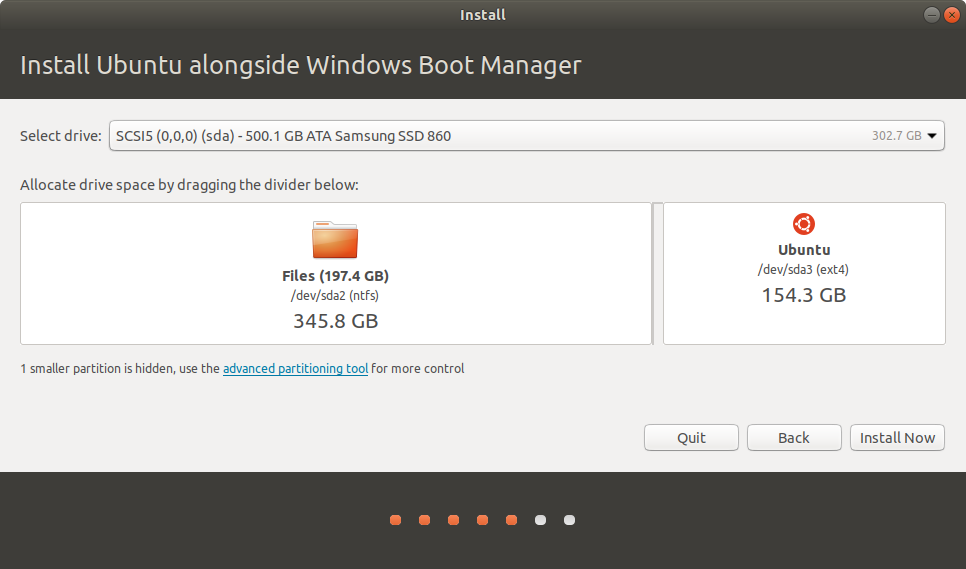 Install
Install Ubuntu alongside Windows Boot Manager
Select drive: SCSI5 (0,0,0) (sda) - 500.1 GB ATA Samsung SSD 860 302.7 GB
Allocate drive space by dragging the divider below:
Files (197.4 GB)
/dev/sda2 (ntfs)
345.8 GB
Ubuntu
/dev/sda3 (ext4)
154.3 GB
1 smaller partition is hidden, use the advanced partitioning tool for more control
Quit Back Install Now